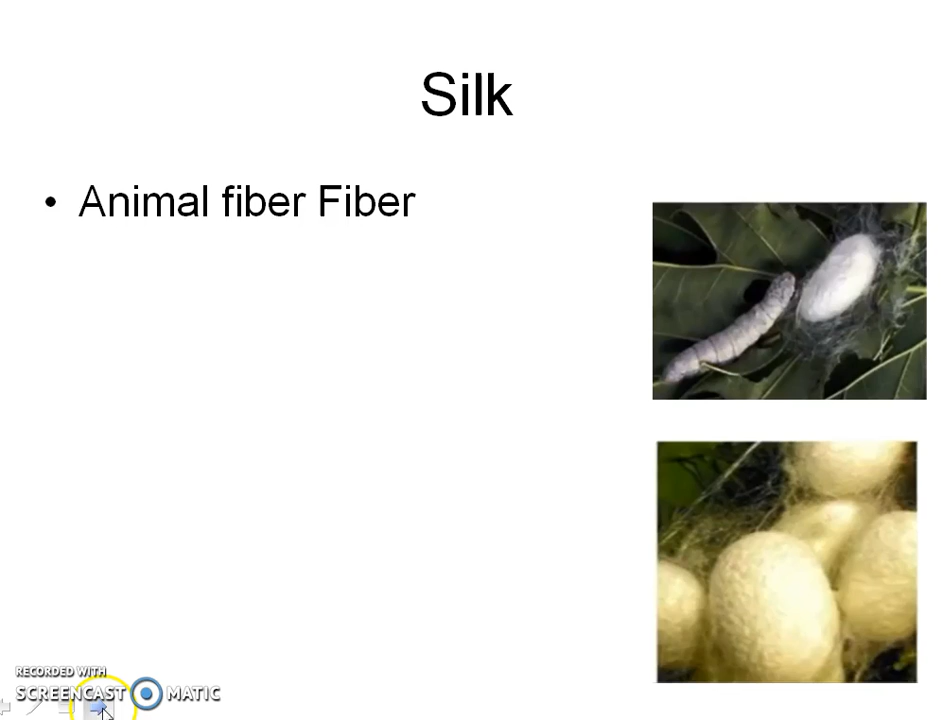 Silk
• Animal fiber Fiber
RECORDED WITH
SCREENCAST MATIC